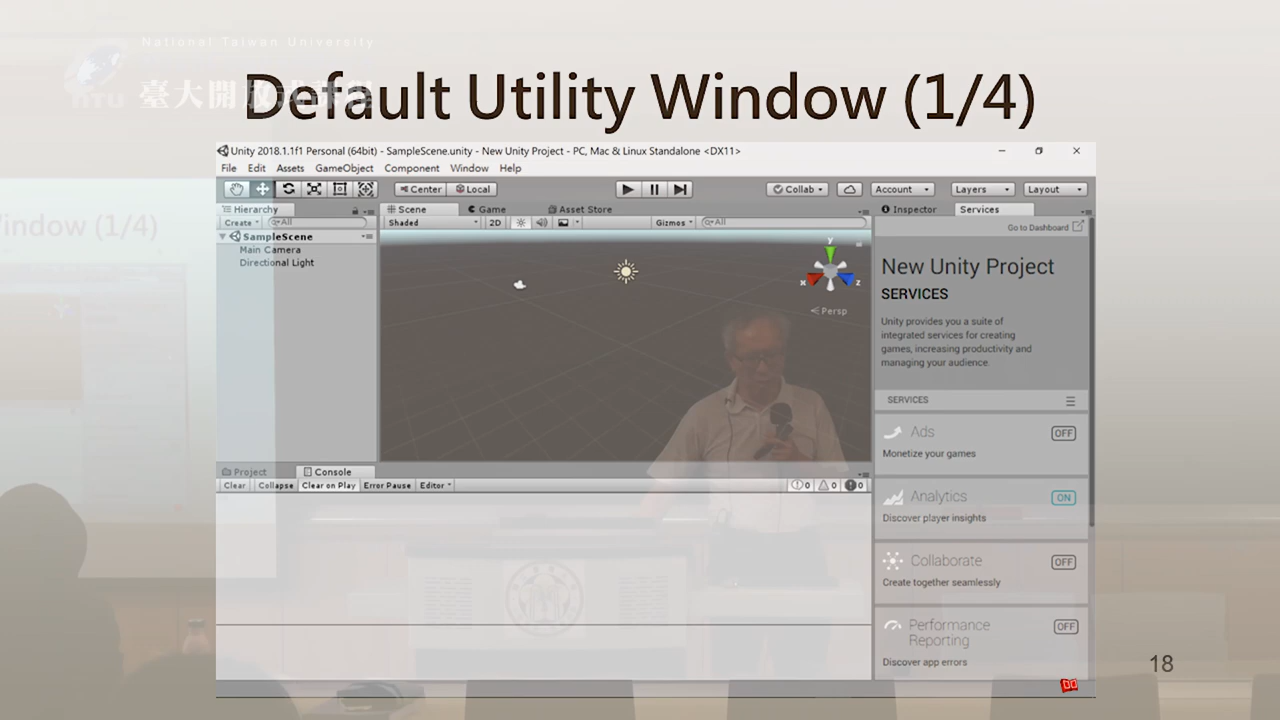 National Taiwan University
NTU 臺大開放式課程
Default Utility Window (1/4)
Window (1/4)
Unity 2018.1.1f1 Personal (64bit) - SampleScene.unity - New Unity Project - PC, Mac & Linux Standalone <DX11>
File Edit Assets GameObject Component Window Help
Center Local Collab Account Layers Layout
Hierarchy Scene Game Asset Store Inspector Services
Create All Shaded 2D Gizmos All Go to Dashboard
SampleScene
Main Camera
Directional Light
y
x z
Persp
New Unity Project
SERVICES
Unity provides you a suite of
integrated services for creating
games, increasing productivity and
managing your audience.
SERVICES
Ads OFF
Monetize your games
Project Console
Clear Collapse Clear on Play Error Pause Editor 0 0 0
Analytics ON
Discover player insights
Collaborate OFF
Create together seamlessly
Performance
Reporting OFF
Discover app errors
18